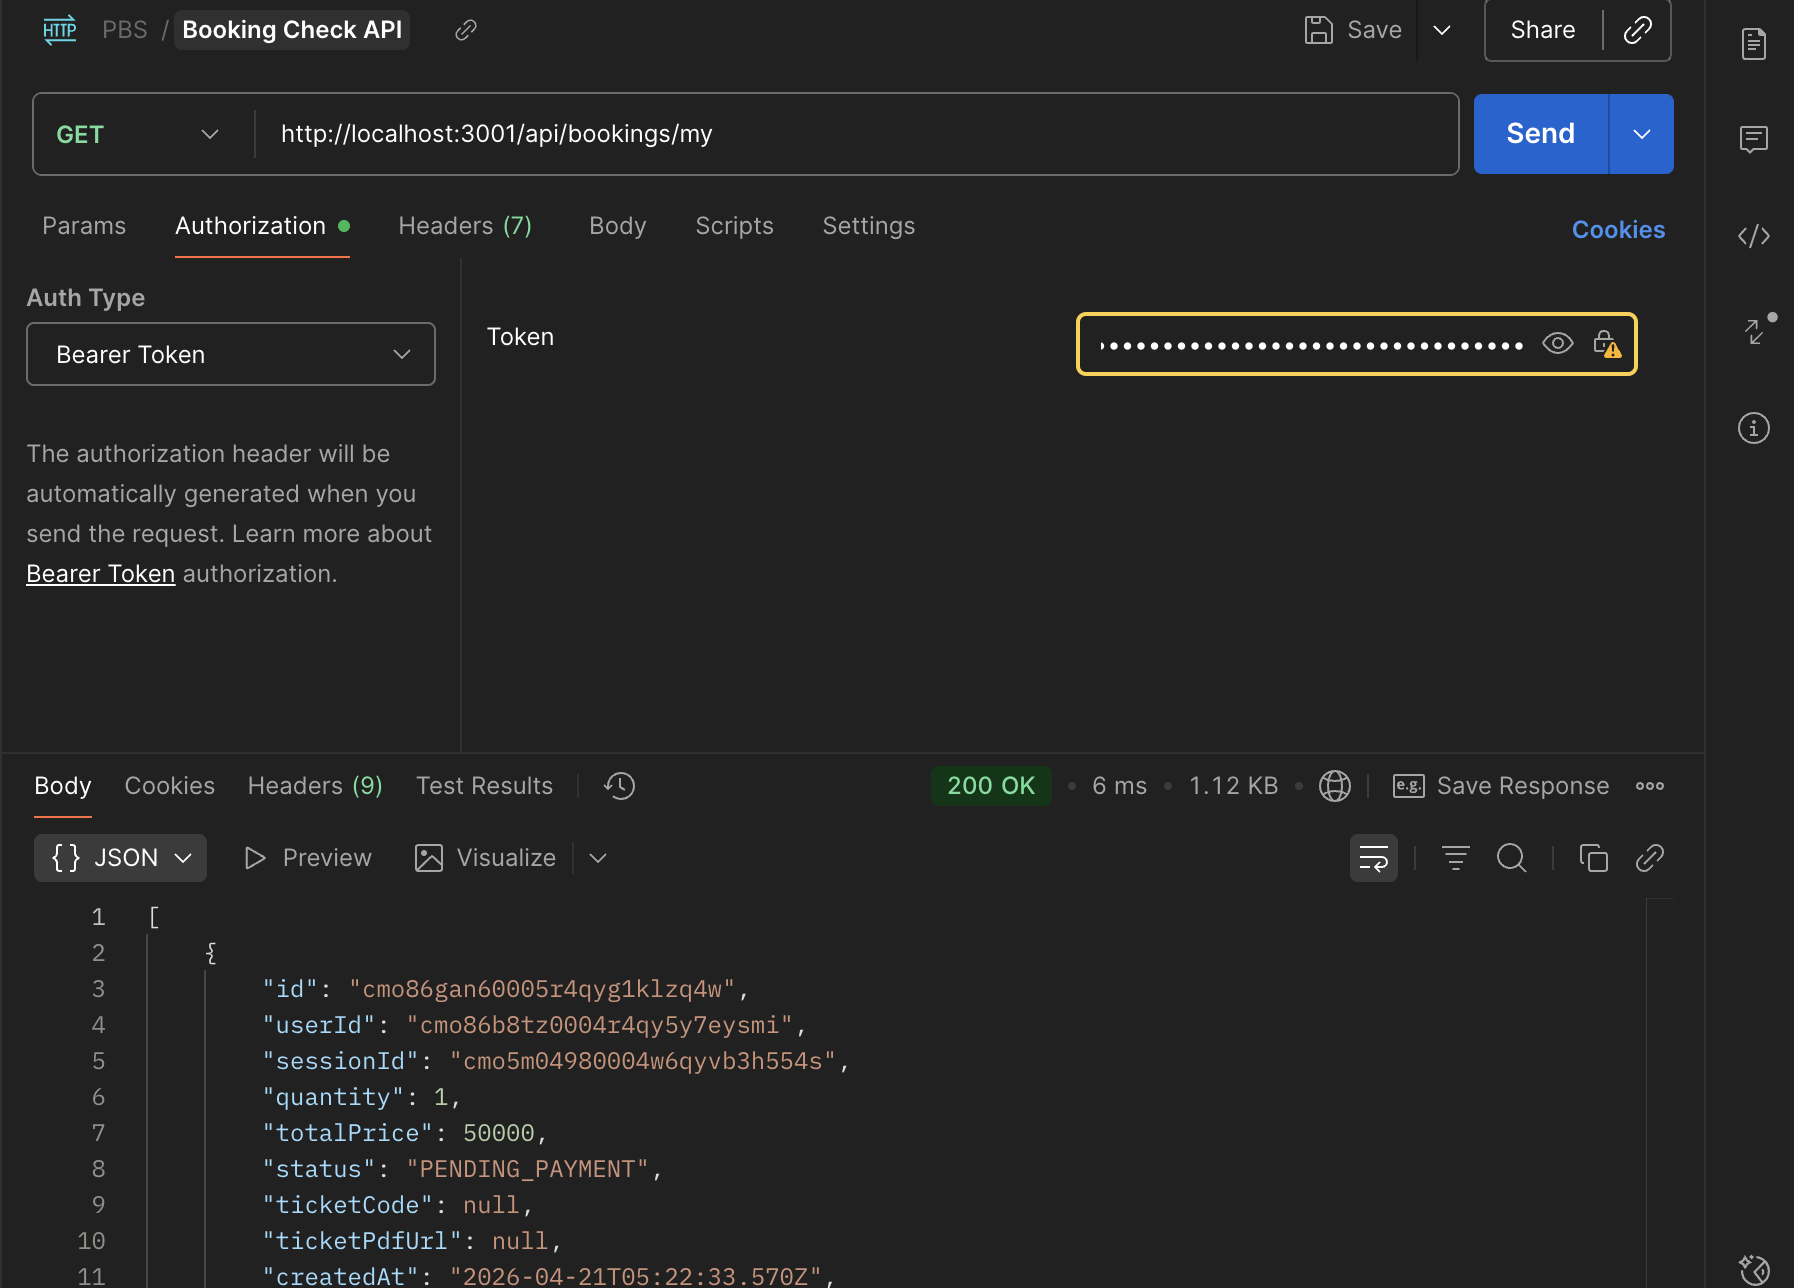 HTTP PBS / Booking Check API Save Share
GET http://localhost:3001/api/bookings/my Send
Params Authorization Headers (7) Body Scripts Settings Cookies
Auth Type
Bearer Token
Token
The authorization header will be
automatically generated when you
send the request. Learn more about
Bearer Token authorization.
Body Cookies Headers (9) Test Results 200 OK • 6 ms • 1.12 KB • e.g. Save Response
{} JSON Preview Visualize
1 [
2 {
3 "id": "cmo86gan60005r4qyg1klzq4w",
4 "userId": "cmo86b8tz0004r4qy5y7eysmi",
5 "sessionId": "cmo5m04980004w6qyvb3h554s",
6 "quantity": 1,
7 "totalPrice": 50000,
8 "status": "PENDING_PAYMENT",
9 "ticketCode": null,
10 "ticketPdfUrl": null,
11 "createdAt": "2026-04-21T05:22:33.570Z",